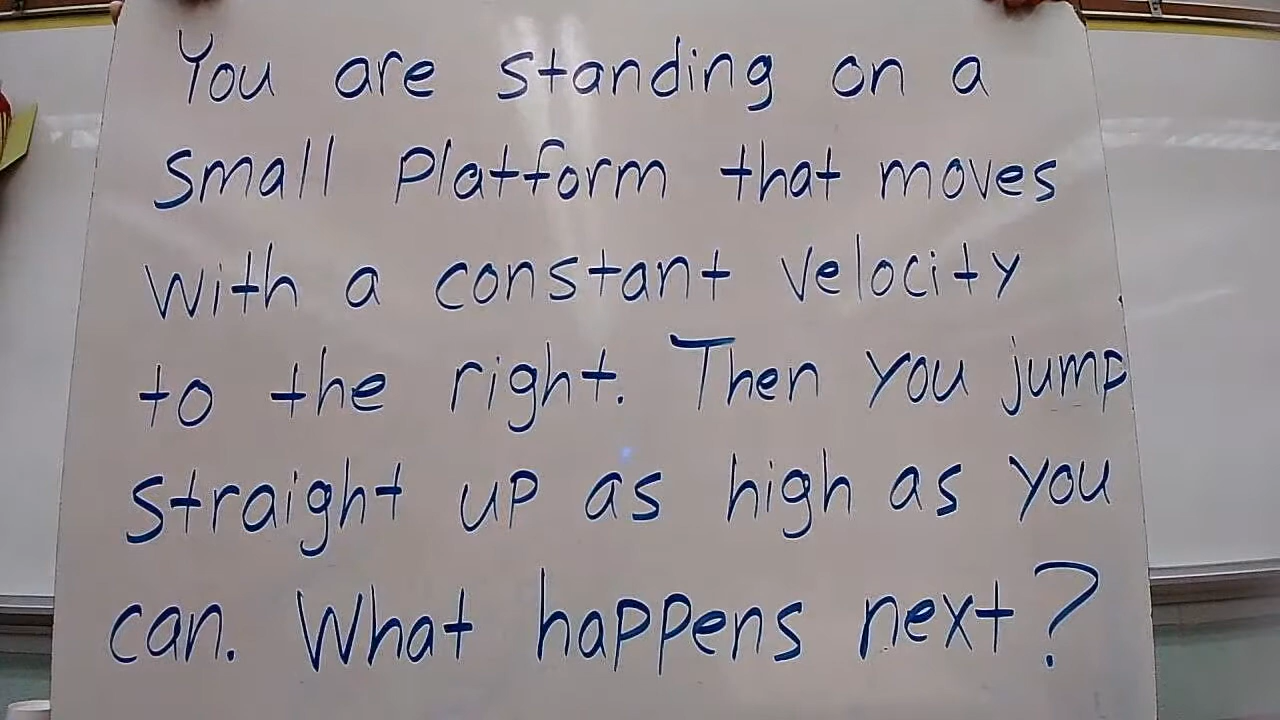 You are standing on a
small platform that moves
with a constant velocity
to the right. Then you jump
straight up as high as you
can. What happens next?